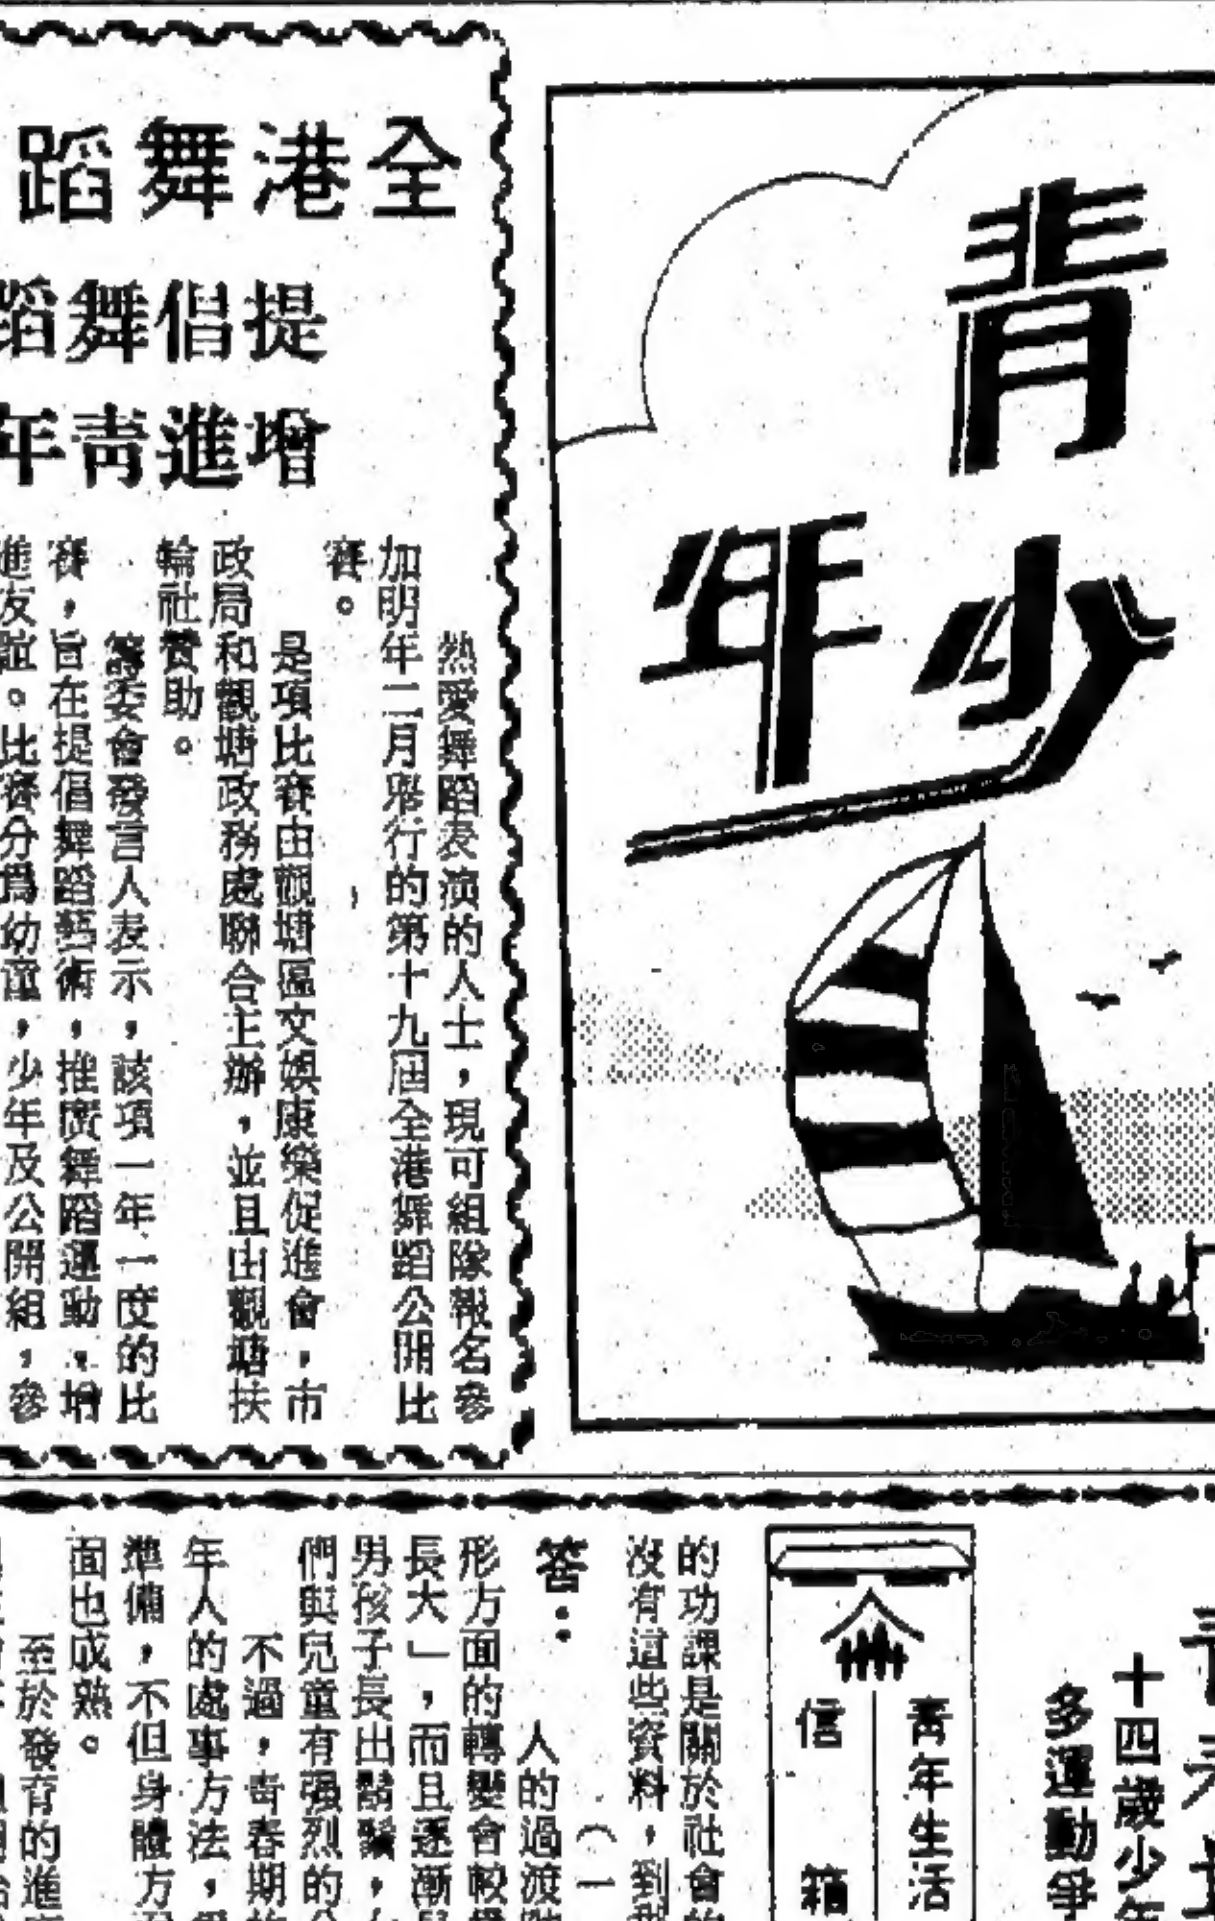 青
少年
全港舞蹈
提倡舞蹈
增進靑年
熱愛舞蹈表演的人士，現可組隊報名參
加明年二月舉行的第十九屆全港舞蹈公開比
賽。
是項比賽由觀塘區文娛康樂促進會，市
政局和觀塘政務處聯合主辦，並且由觀塘扶
輪社贊助。
籌委會發言人表示，該項一年一度的比
賽，旨在提倡舞蹈藝術，推廣舞蹈運動，增
進友誼。比賽分爲幼童，少年及公開組，參
十四歲少年
多運動爭
靑年生活
信箱
的功課是關於社會
沒有這些資料，到
（一
答：人的過渡
形方面的轉變會較
長大」，而且逐漸
男孩子長出鬍鬚，
們與兒童有强烈的
不過，靑春期
年人的處事方法，
準備，不但身體方
面也成熟。
至於發育的進